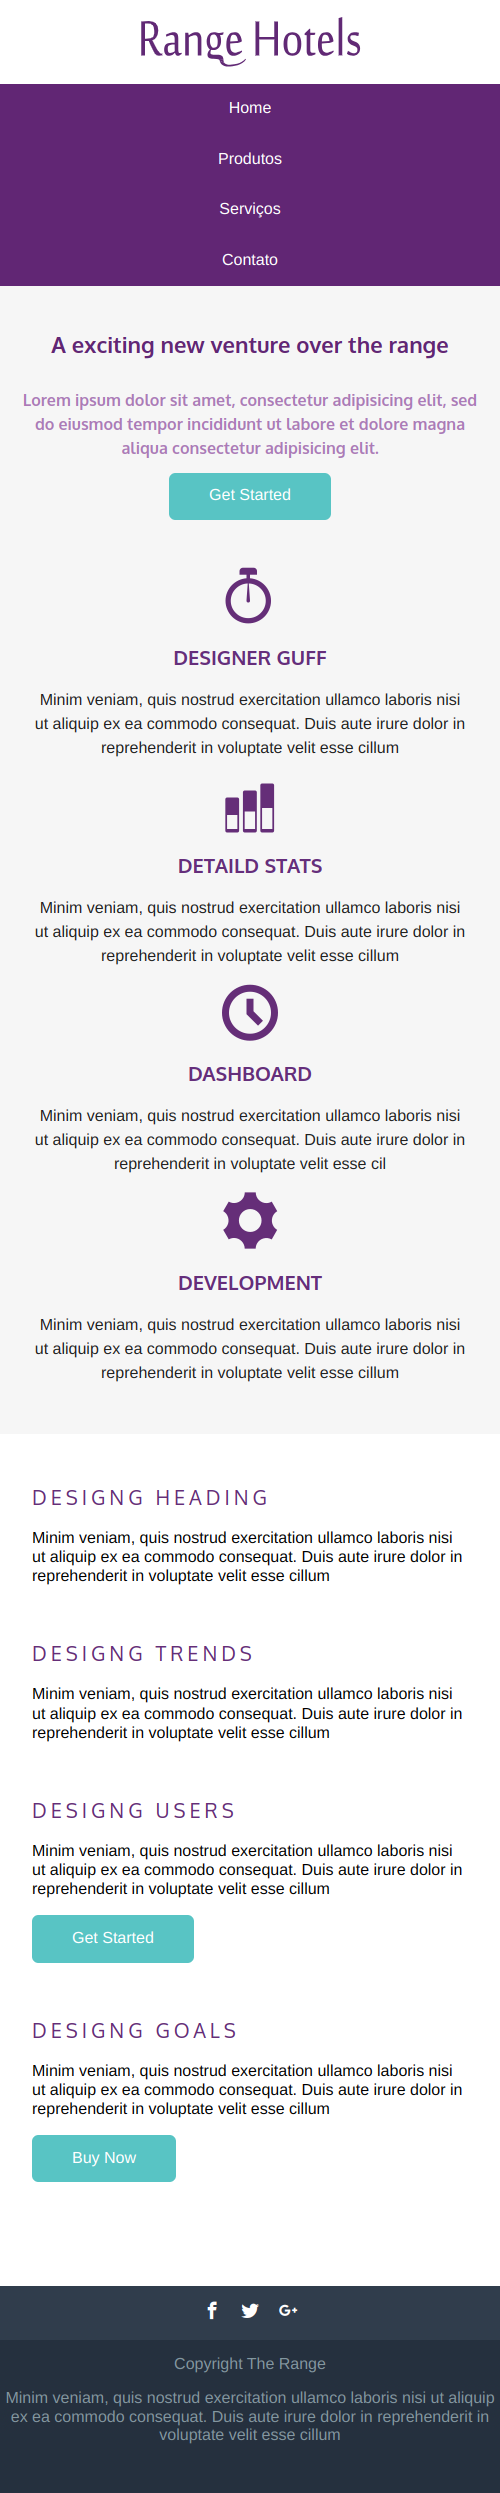 Range Hotels
Home
Produtos
Serviços
Contato
A exciting new venture over the range
Lorem ipsum dolor sit amet, consectetur adipisicing elit, sed
do eiusmod tempor incididunt ut labore et dolore magna
aliqua consectetur adipisicing elit.
Get Started
DESIGNER GUFF
Minim veniam, quis nostrud exercitation ullamco laboris nisi
ut aliquip ex ea commodo consequat. Duis aute irure dolor in
reprehenderit in voluptate velit esse cillum
DETAILD STATS
Minim veniam, quis nostrud exercitation ullamco laboris nisi
ut aliquip ex ea commodo consequat. Duis aute irure dolor in
reprehenderit in voluptate velit esse cillum
DASHBOARD
Minim veniam, quis nostrud exercitation ullamco laboris nisi
ut aliquip ex ea commodo consequat. Duis aute irure dolor in
reprehenderit in voluptate velit esse cil
DEVELOPMENT
Minim veniam, quis nostrud exercitation ullamco laboris nisi
ut aliquip ex ea commodo consequat. Duis aute irure dolor in
reprehenderit in voluptate velit esse cillum
DESIGNG HEADING
Minim veniam, quis nostrud exercitation ullamco laboris nisi
ut aliquip ex ea commodo consequat. Duis aute irure dolor in
reprehenderit in voluptate velit esse cillum
DESIGNG TRENDS
Minim veniam, quis nostrud exercitation ullamco laboris nisi
ut aliquip ex ea commodo consequat. Duis aute irure dolor in
reprehenderit in voluptate velit esse cillum
DESIGNG USERS
Minim veniam, quis nostrud exercitation ullamco laboris nisi
ut aliquip ex ea commodo consequat. Duis aute irure dolor in
reprehenderit in voluptate velit esse cillum
Get Started
DESIGNG GOALS
Minim veniam, quis nostrud exercitation ullamco laboris nisi
ut aliquip ex ea commodo consequat. Duis aute irure dolor in
reprehenderit in voluptate velit esse cillum
Buy Now
Copyright The Range
Minim veniam, quis nostrud exercitation ullamco laboris nisi ut aliquip
ex ea commodo consequat. Duis aute irure dolor in reprehenderit in
voluptate velit esse cillum